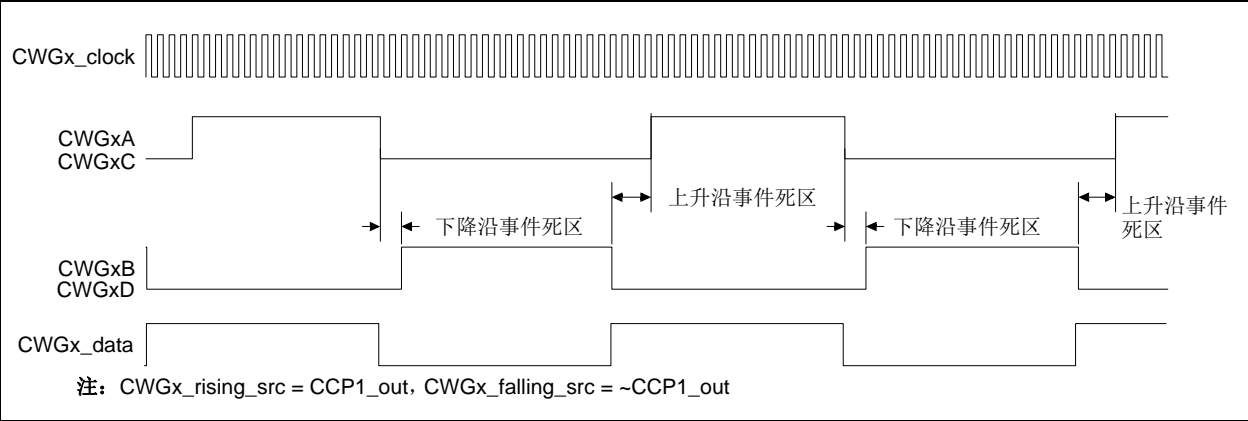 CWGx_clock
CWGxA
CWGxC
上升沿事件死区
上升沿事件
死区
下降沿事件死区
下降沿事件死区
CWGxB
CWGxD
CWGx_data
注：CWGx_rising_src = CCP1_out，CWGx_falling_src = ~CCP1_out